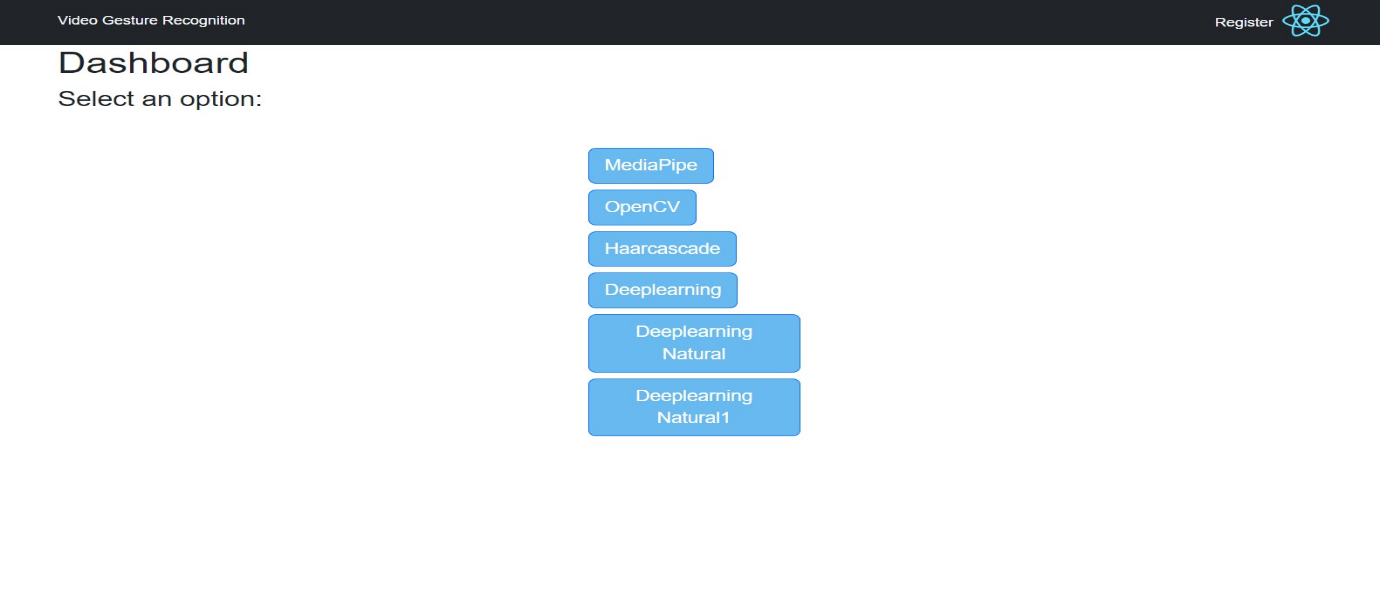 Video Gesture Recognition
Register
Dashboard
Select an option:
MediaPipe
OpenCV
Haarcascade
Deeplearning
Deeplearning
Natural
Deeplearning
Natural1